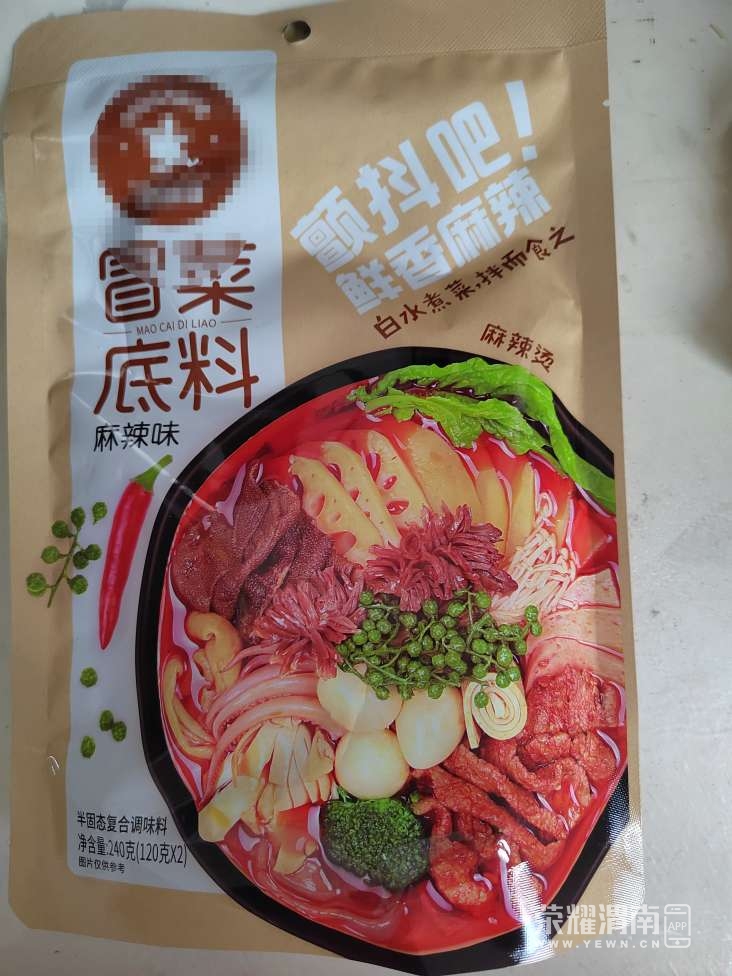 冒菜
MAO CAI DI LIAO
底料
麻辣味
颤抖吧！
鲜香麻辣
白水煮菜,拌而食之
麻辣烫
半固态复合调味料
净含量:240克(120克X2)
图片仅供参考
荣耀渭南 APP
WWW.YEWN.CN